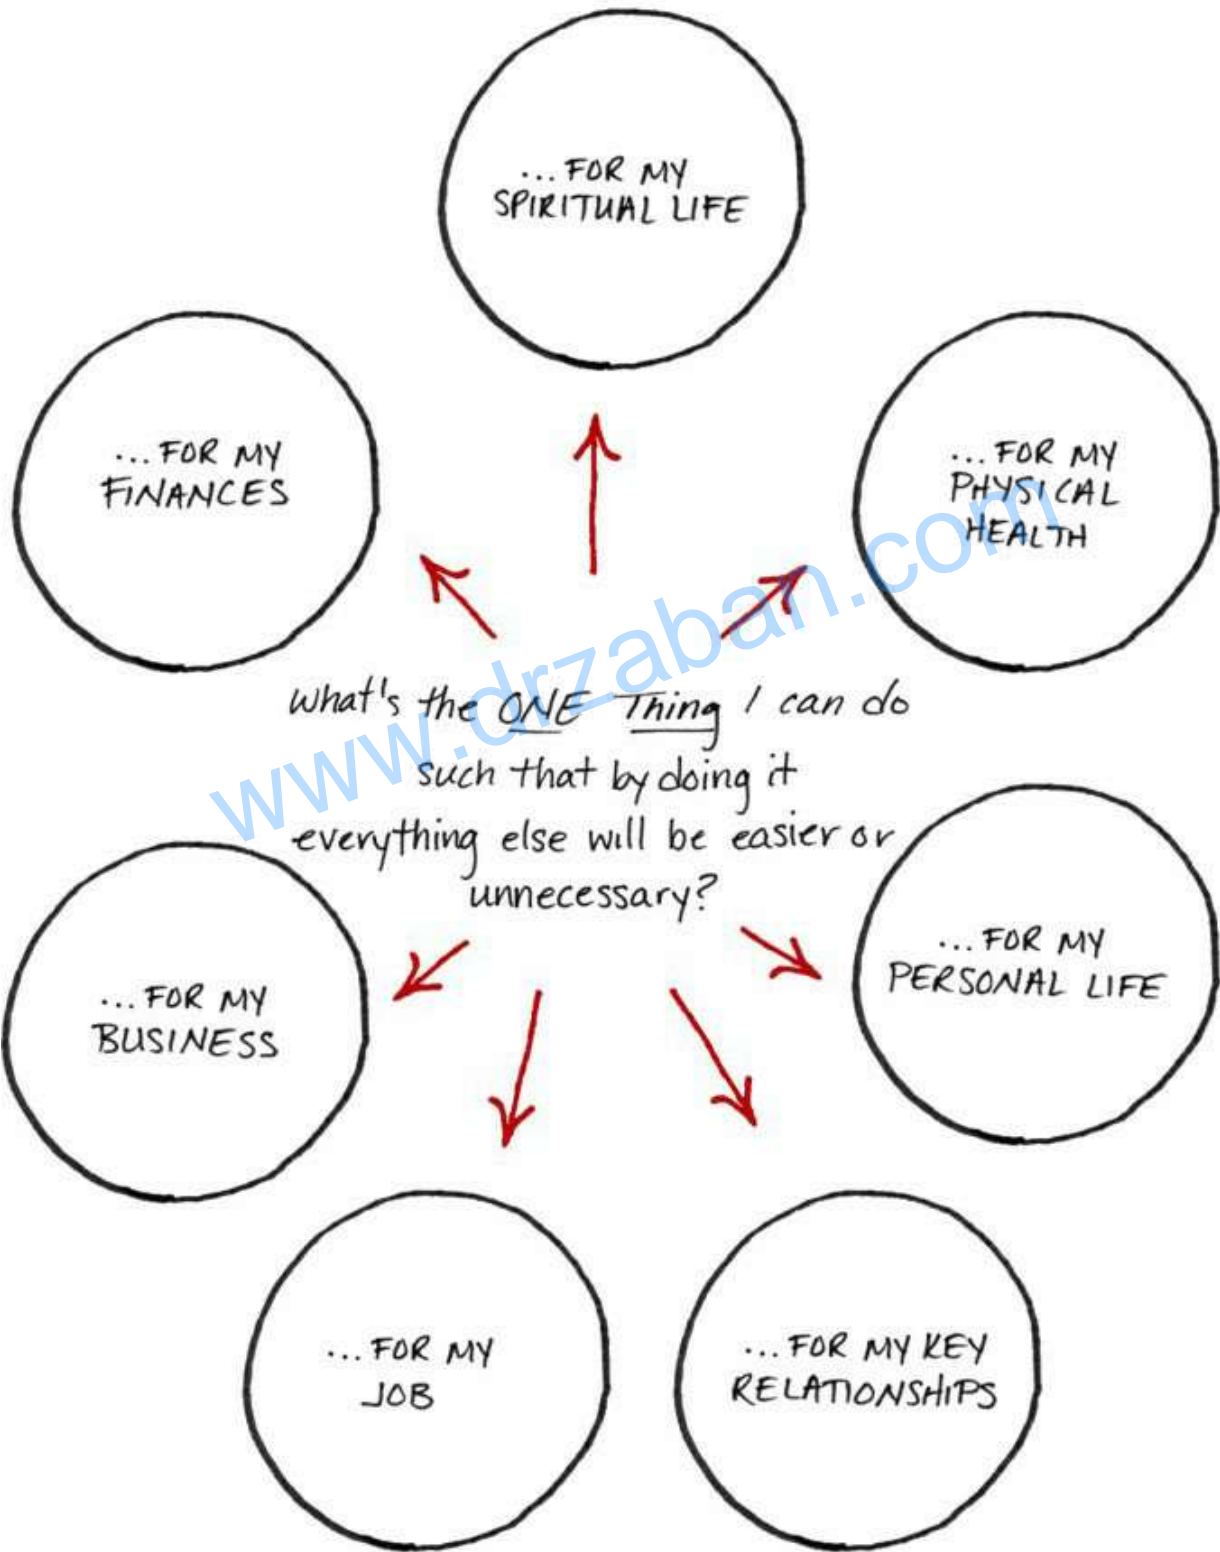 ... FOR MY
SPIRITUAL LIFE
... FOR MY
FINANCES
... FOR MY
PHYSICAL
HEALTH
What's the ONE Thing I can do
such that by doing it
everything else will be easier or
unnecessary?
www.drzaban.com
... FOR MY
BUSINESS
... FOR MY
PERSONAL LIFE
... FOR MY
JOB
... FOR MY KEY
RELATIONSHIPS